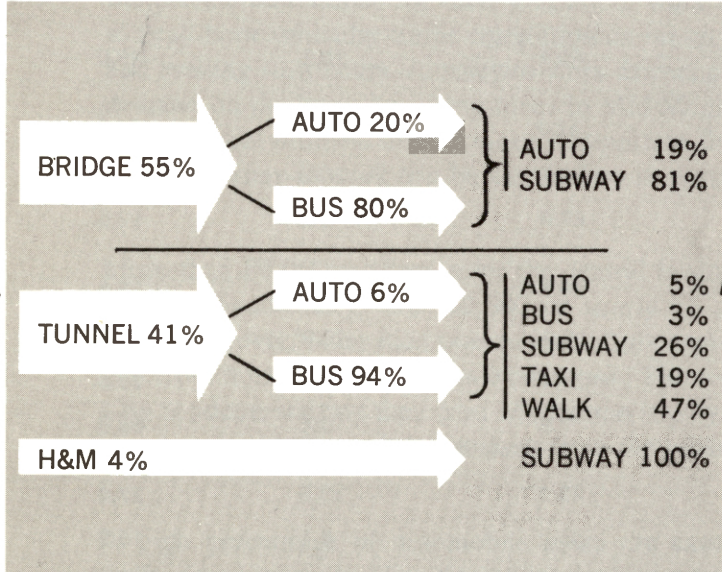 BRIDGE 55%
AUTO 20%
BUS 80%
AUTO 19%
SUBWAY 81%
TUNNEL 41%
AUTO 6%
BUS 94%
AUTO 5%
BUS 3%
SUBWAY 26%
TAXI 19%
WALK 47%
H&M 4%
SUBWAY 100%